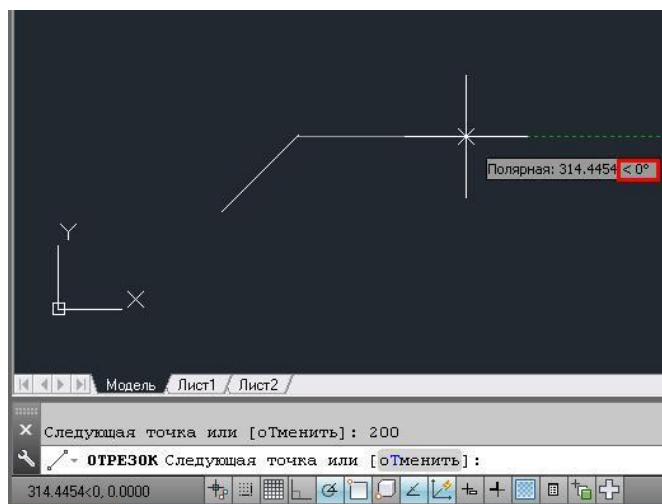 Полярная: 314.4454 < 0°
Y
X
Модель / Лист1 / Лист2 /
Следующая точка или [оТменить]: 200
ОТРЕЗОК Следующая точка или [оТменить]:
314.4454<0, 0.0000